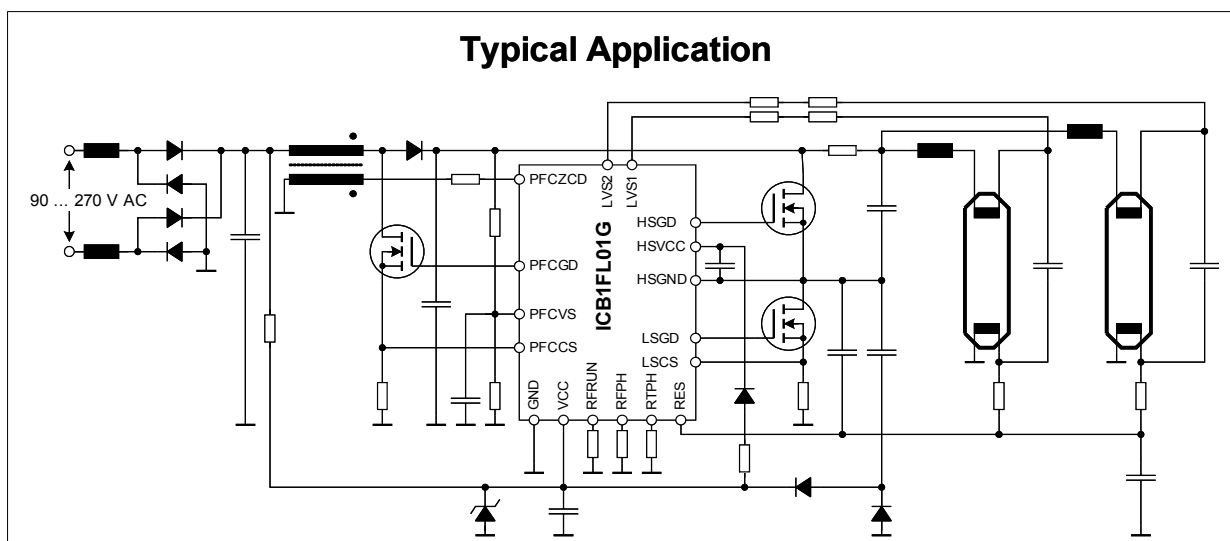 Typical Application
90 ... 270 V AC
PFCZCD
PFCGD
PFCVS
PFCCS
LVS2
LVS1
ICB1FL01G
HSGD
HSVCC
HSGND
LSGD
LSCS
GND
VCC
RFRUN
RFPH
RTPH
RES